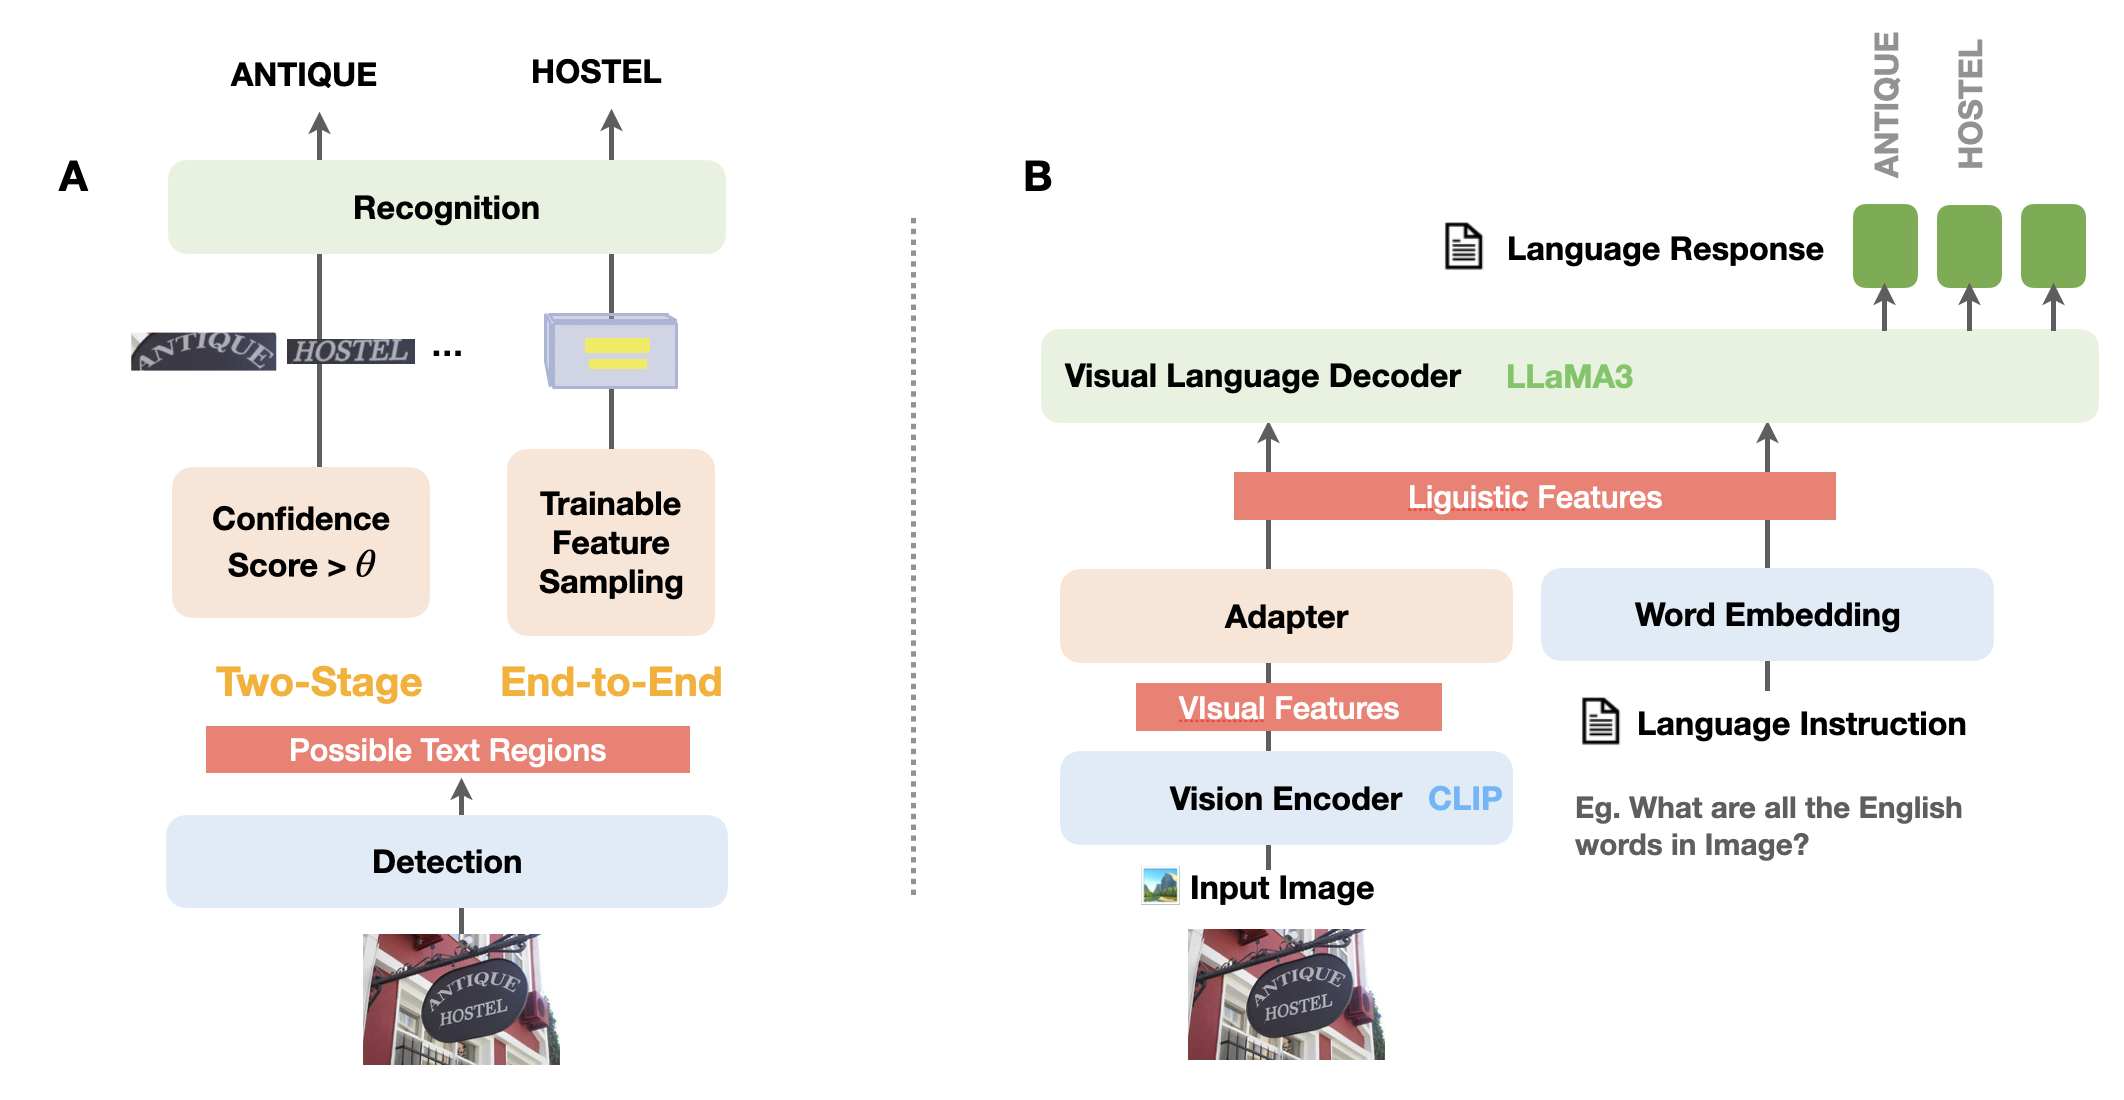 A
ANTIQUE
HOSTEL
Recognition
ANTIQUE
HOSTEL
...
Confidence
Score > θ
Trainable
Feature
Sampling
Two-Stage
End-to-End
Possible Text Regions
Detection
ANTIQUE
HOSTEL
B
ANTIQUE
HOSTEL
Language Response
Visual Language Decoder LLaMA3
Liguistic Features
Adapter
Word Embedding
VIsual Features
Language Instruction
Vision Encoder CLIP
Eg. What are all the English
words in Image?
Input Image
ANTIQUE
HOSTEL